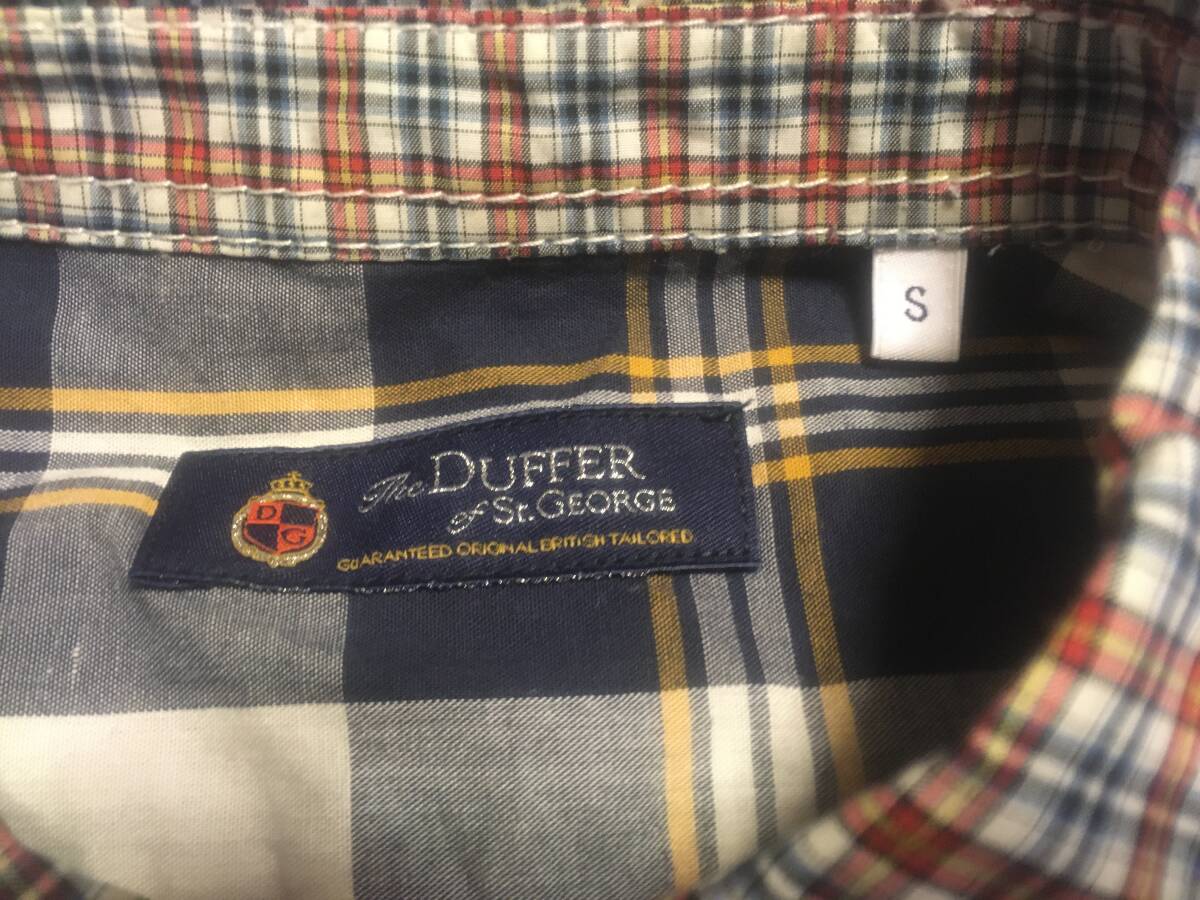 S
The DUFFER
of St. GEORGE
GUARANTEED ORIGINAL BRITISH TAILORED
D
G